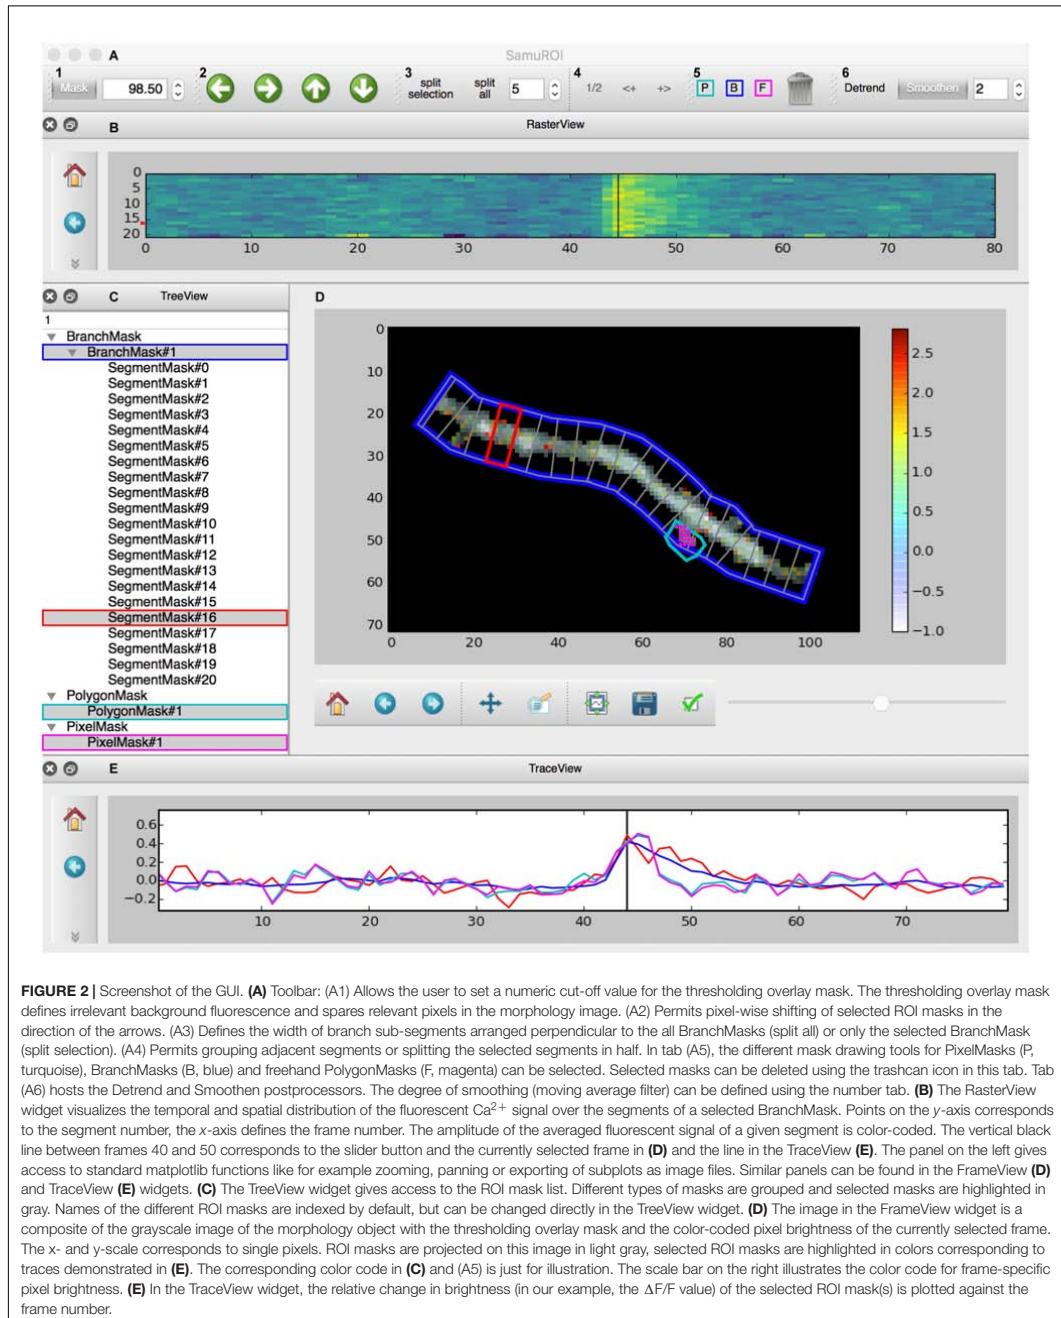 A
SamuROI
1
Mask
98.50
2
3
split selection
split all
5
4
1/2
<+
+>
5
P
B
F
6
Detrend
Smoothen
2
B
RasterView
0
5
10
15
20
0 10 20 30 40 50 60 70 80
C
TreeView
1
BranchMask
BranchMask#1
SegmentMask#0
SegmentMask#1
SegmentMask#2
SegmentMask#3
SegmentMask#4
SegmentMask#5
SegmentMask#6
SegmentMask#7
SegmentMask#8
SegmentMask#9
SegmentMask#10
SegmentMask#11
SegmentMask#12
SegmentMask#13
SegmentMask#14
SegmentMask#15
SegmentMask#16
SegmentMask#17
SegmentMask#18
SegmentMask#19
SegmentMask#20
PolygonMask
PolygonMask#1
PixelMask
PixelMask#1
D
0
10
20
30
40
50
60
70
0 20 40 60 80 100
2.5
2.0
1.5
1.0
0.5
0.0
−0.5
−1.0
E
TraceView
0.6
0.4
0.2
0.0
−0.2
10 20 30 40 50 60 70
FIGURE 2 | Screenshot of the GUI. (A) Toolbar: (A1) Allows the user to set a numeric cut-off value for the thresholding overlay mask. The thresholding overlay mask
defines irrelevant background fluorescence and spares relevant pixels in the morphology image. (A2) Permits pixel-wise shifting of selected ROI masks in the
direction of the arrows. (A3) Defines the width of branch sub-segments arranged perpendicular to the all BranchMasks (split all) or only the selected BranchMask
(split selection). (A4) Permits grouping adjacent segments or splitting the selected segments in half. In tab (A5), the different mask drawing tools for PixelMasks (P,
turquoise), BranchMasks (B, blue) and freehand PolygonMasks (F, magenta) can be selected. Selected masks can be deleted using the trashcan icon in this tab. Tab
(A6) hosts the Detrend and Smoothen postprocessors. The degree of smoothing (moving average filter) can be defined using the number tab. (B) The RasterView
widget visualizes the temporal and spatial distribution of the fluorescent Ca²⁺ signal over the segments of a selected BranchMask. Points on the y-axis corresponds
to the segment number, the x-axis defines the frame number. The amplitude of the averaged fluorescent signal of a given segment is color-coded. The vertical black
line between frames 40 and 50 corresponds to the slider button and the currently selected frame in (D) and the line in the TraceView (E). The panel on the left gives
access to standard matplotlib functions like for example zooming, panning or exporting of subplots as image files. Similar panels can be found in the FrameView (D)
and TraceView (E) widgets. (C) The TreeView widget gives access to the ROI mask list. Different types of masks are grouped and selected masks are highlighted in
gray. Names of the different ROI masks are indexed by default, but can be changed directly in the TreeView widget. (D) The image in the FrameView widget is a
composite of the grayscale image of the morphology object with the thresholding overlay mask and the color-coded pixel brightness of the currently selected frame.
The x- and y-scale corresponds to single pixels. ROI masks are projected on this image in light gray, selected ROI masks are highlighted in colors corresponding to
traces demonstrated in (E). The corresponding color code in (C) and (A5) is just for illustration. The scale bar on the right illustrates the color code for frame-specific
pixel brightness. (E) In the TraceView widget, the relative change in brightness (in our example, the ΔF/F value) of the selected ROI mask(s) is plotted against the
frame number.